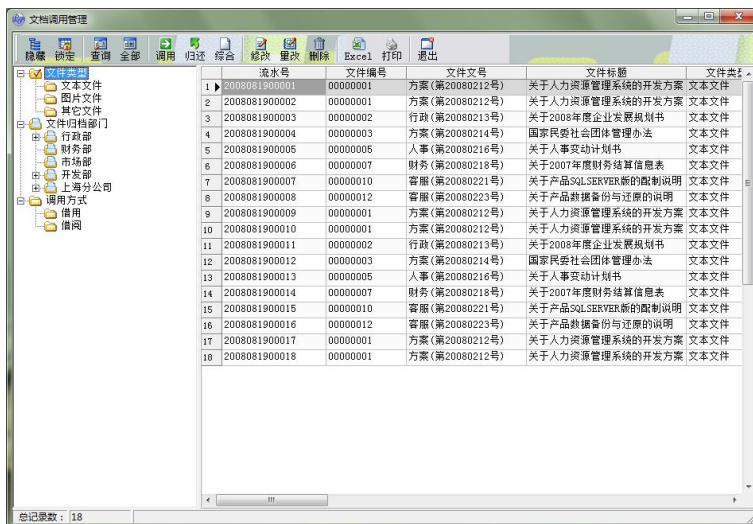 文档调用管理
隐藏 锁定 查询 全部 调用 归还 综合 修改 里改 删除 Excel 打印 退出
文件类型
文本文件
图片文件
其它文件
文件归档部门
行政部
财务部
市场部
开发部
上海分公司
调用方式
借用
借阅
流水号 文件编号 文件文号 文件标题 文件类型
1 2008081900001 00000001 方案(第20080212号) 关于人力资源管理系统的开发方案 文本文件
2 2008081900002 00000001 方案(第20080212号) 关于人力资源管理系统的开发方案 文本文件
3 2008081900003 00000002 行政(第20080213号) 关于2008年度企业发展规划书 文本文件
4 2008081900004 00000003 方案(第20080214号) 国家民委社会团体管理办法 文本文件
5 2008081900005 00000005 人事(第20080216号) 关于人事变动计划书 文本文件
6 2008081900006 00000007 财务(第20080218号) 关于2007年度财务结算信息表 文本文件
7 2008081900007 00000010 客服(第20080221号) 关于产品SQLSERVER版的配制说明 文本文件
8 2008081900008 00000012 客服(第20080223号) 关于产品数据备份与还原的说明 文本文件
9 2008081900009 00000001 方案(第20080212号) 关于人力资源管理系统的开发方案 文本文件
10 2008081900010 00000001 方案(第20080212号) 关于人力资源管理系统的开发方案 文本文件
11 2008081900011 00000002 行政(第20080213号) 关于2008年度企业发展规划书 文本文件
12 2008081900012 00000003 方案(第20080214号) 国家民委社会团体管理办法 文本文件
13 2008081900013 00000005 人事(第20080216号) 关于人事变动计划书 文本文件
14 2008081900014 00000007 财务(第20080218号) 关于2007年度财务结算信息表 文本文件
15 2008081900015 00000010 客服(第20080221号) 关于产品SQLSERVER版的配制说明 文本文件
16 2008081900016 00000012 客服(第20080223号) 关于产品数据备份与还原的说明 文本文件
17 2008081900017 00000001 方案(第20080212号) 关于人力资源管理系统的开发方案 文本文件
18 2008081900018 00000001 方案(第20080212号) 关于人力资源管理系统的开发方案 文本文件
总记录数: 18